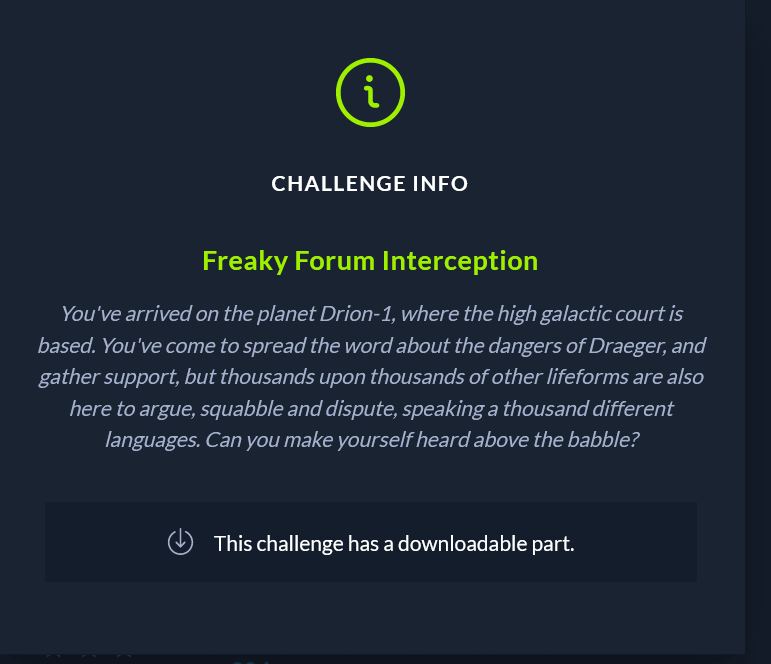 CHALLENGE INFO
Freaky Forum Interception
You've arrived on the planet Drion-1, where the high galactic court is
based. You've come to spread the word about the dangers of Draeger, and
gather support, but thousands upon thousands of other lifeforms are also
here to argue, squabble and dispute, speaking a thousand different
languages. Can you make yourself heard above the babble?
This challenge has a downloadable part.